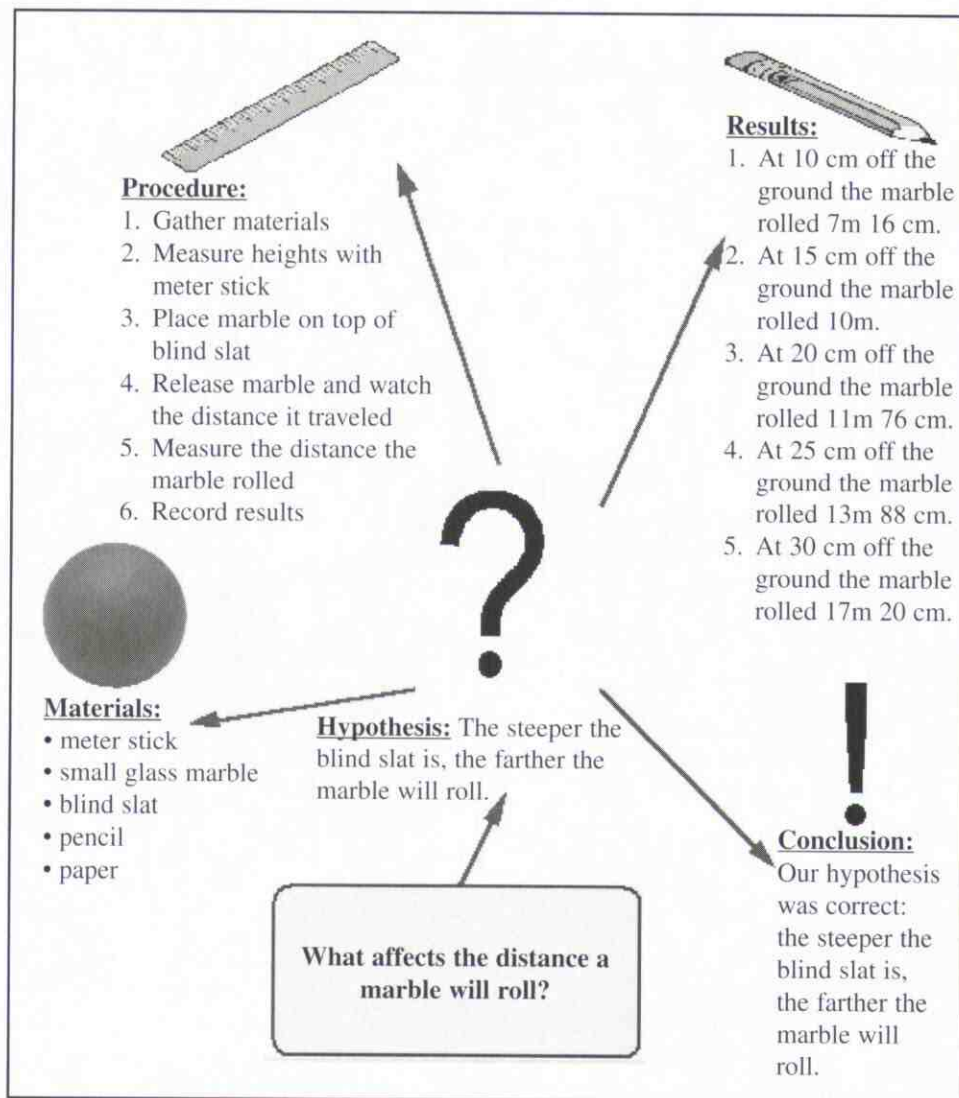 Procedure:
1. Gather materials
2. Measure heights with
meter stick
3. Place marble on top of
blind slat
4. Release marble and watch
the distance it traveled
5. Measure the distance the
marble rolled
6. Record results
Results:
1. At 10 cm off the
ground the marble
rolled 7m 16 cm.
2. At 15 cm off the
ground the marble
rolled 10m.
3. At 20 cm off the
ground the marble
rolled 11m 76 cm.
4. At 25 cm off the
ground the marble
rolled 13m 88 cm.
5. At 30 cm off the
ground the marble
rolled 17m 20 cm.
?
Materials:
• meter stick
• small glass marble
• blind slat
• pencil
• paper
Hypothesis: The steeper the
blind slat is, the farther the
marble will roll.
What affects the distance a
marble will roll?
!
Conclusion:
Our hypothesis
was correct:
the steeper the
blind slat is,
the farther the
marble will
roll.